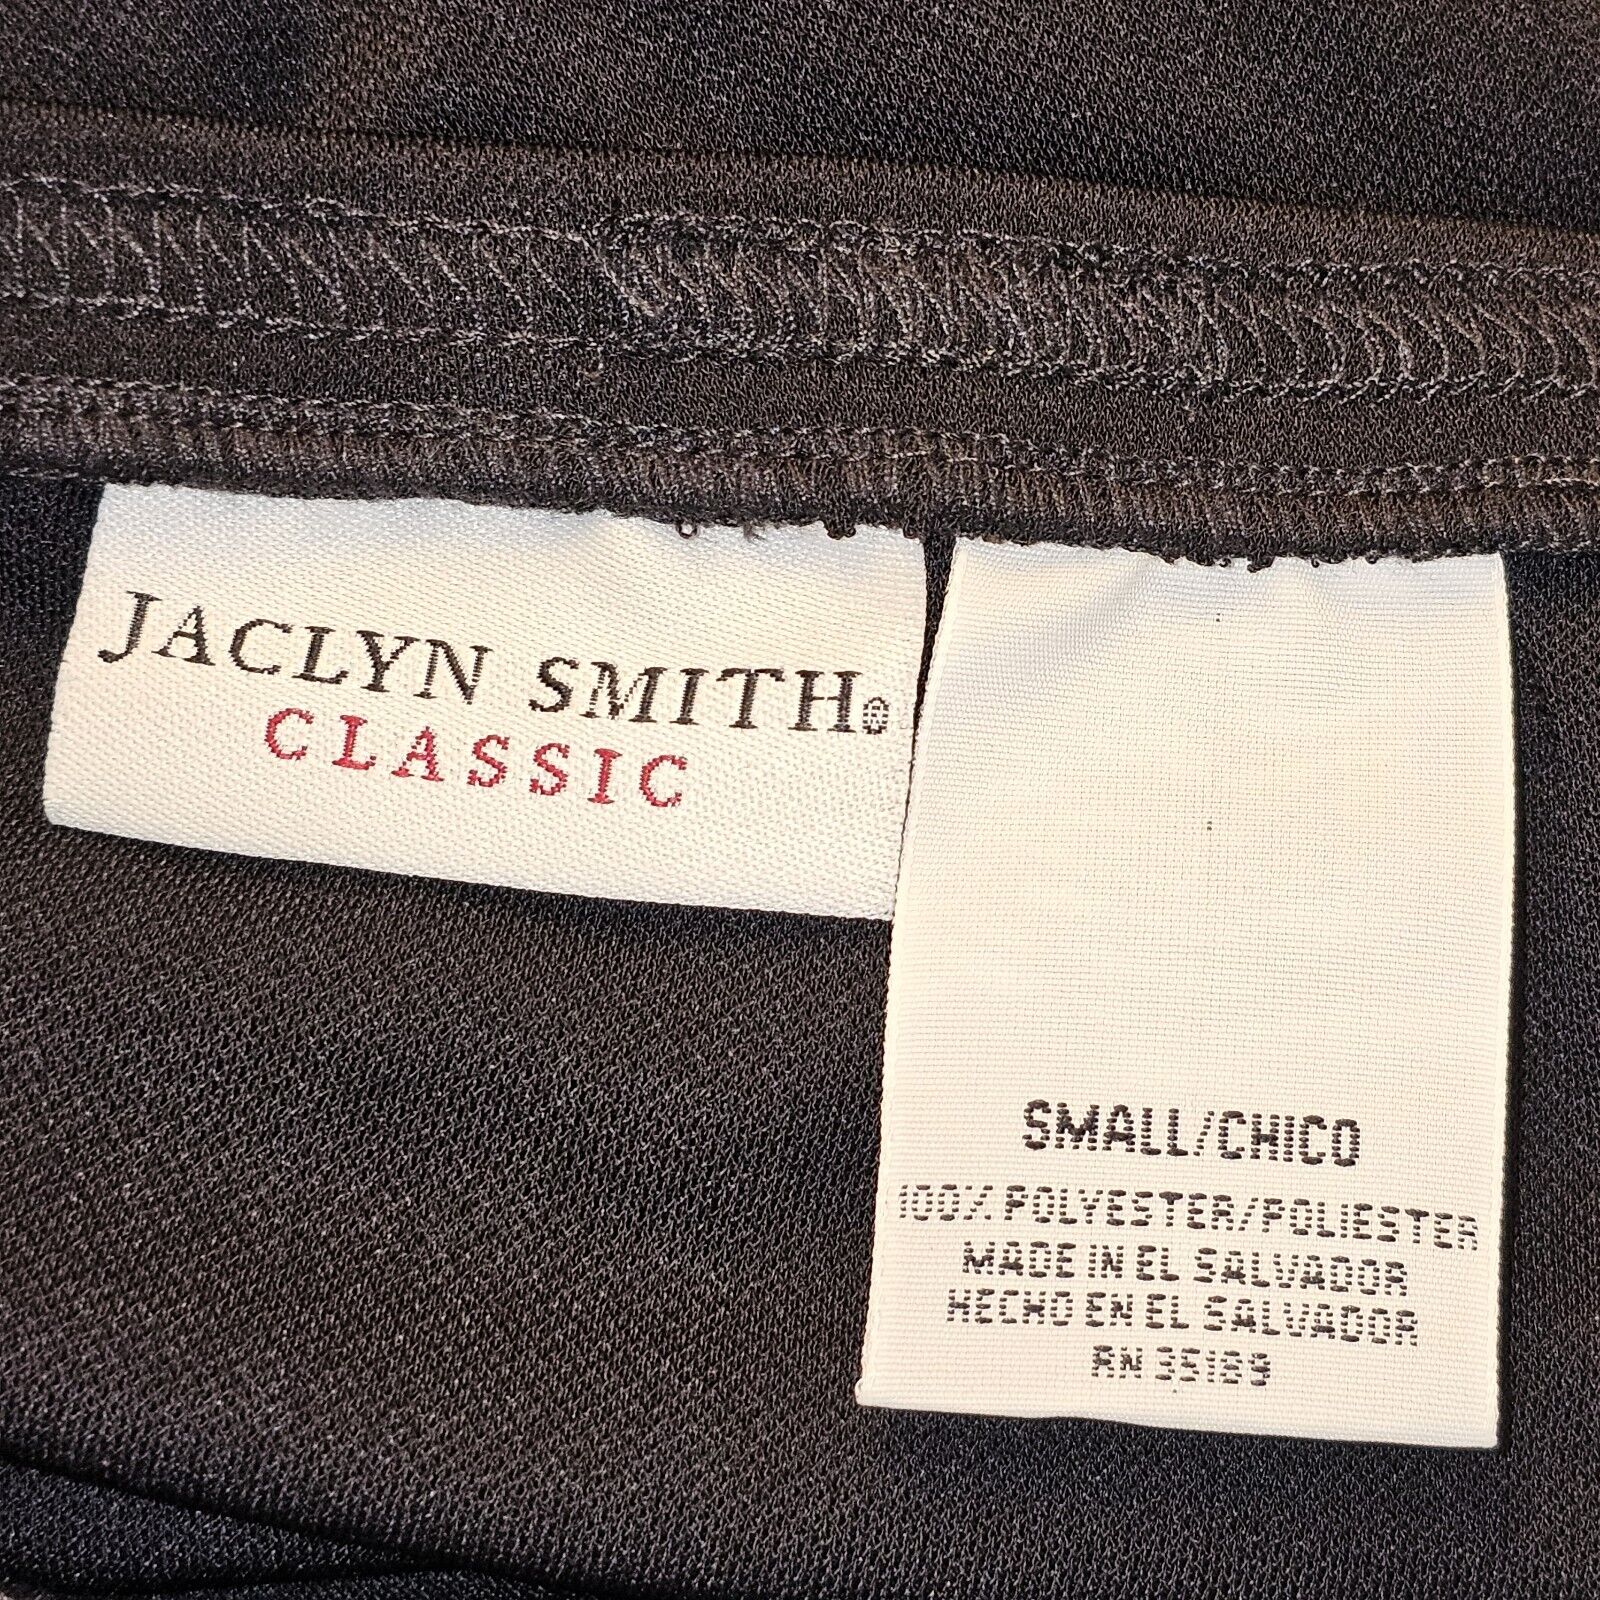 JACLYN SMITH®
CLASSIC
SMALL/CHICO
100% POLYESTER/POLIESTER
MADE IN EL SALVADOR
HECHO EN EL SALVADOR
RN 35189